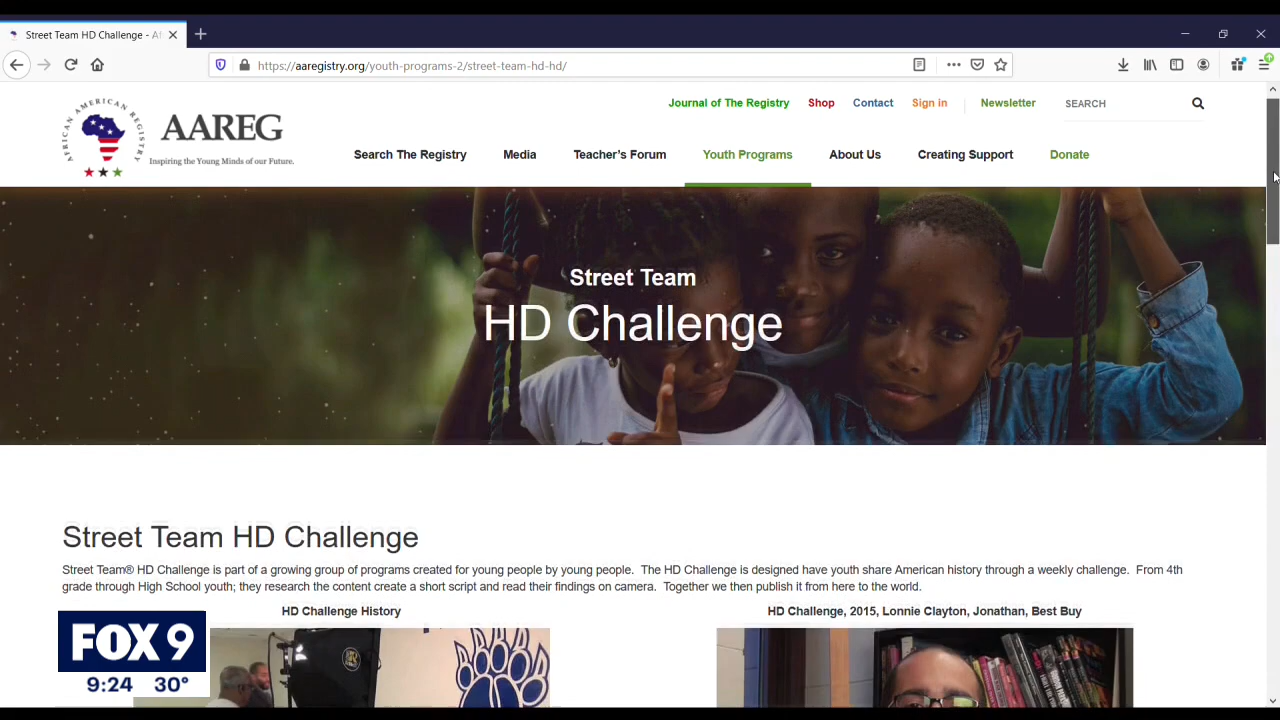 Street Team HD Challenge - Af
https://aaregistry.org/youth-programs-2/street-team-hd-hd/
Journal of The Registry Shop Contact Sign in Newsletter SEARCH
AFRICAN AMERICAN REGISTRY
AAREG
Inspiring the Young Minds of our Future.
Search The Registry Media Teacher's Forum Youth Programs About Us Creating Support Donate
Street Team
HD Challenge
Street Team HD Challenge
Street Team® HD Challenge is part of a growing group of programs created for young people by young people. The HD Challenge is designed have youth share American history through a weekly challenge. From 4th
grade through High School youth; they research the content create a short script and read their findings on camera. Together we then publish it from here to the world.
HD Challenge History
HD Challenge, 2015, Lonnie Clayton, Jonathan, Best Buy
FOX 9
9:24 30°